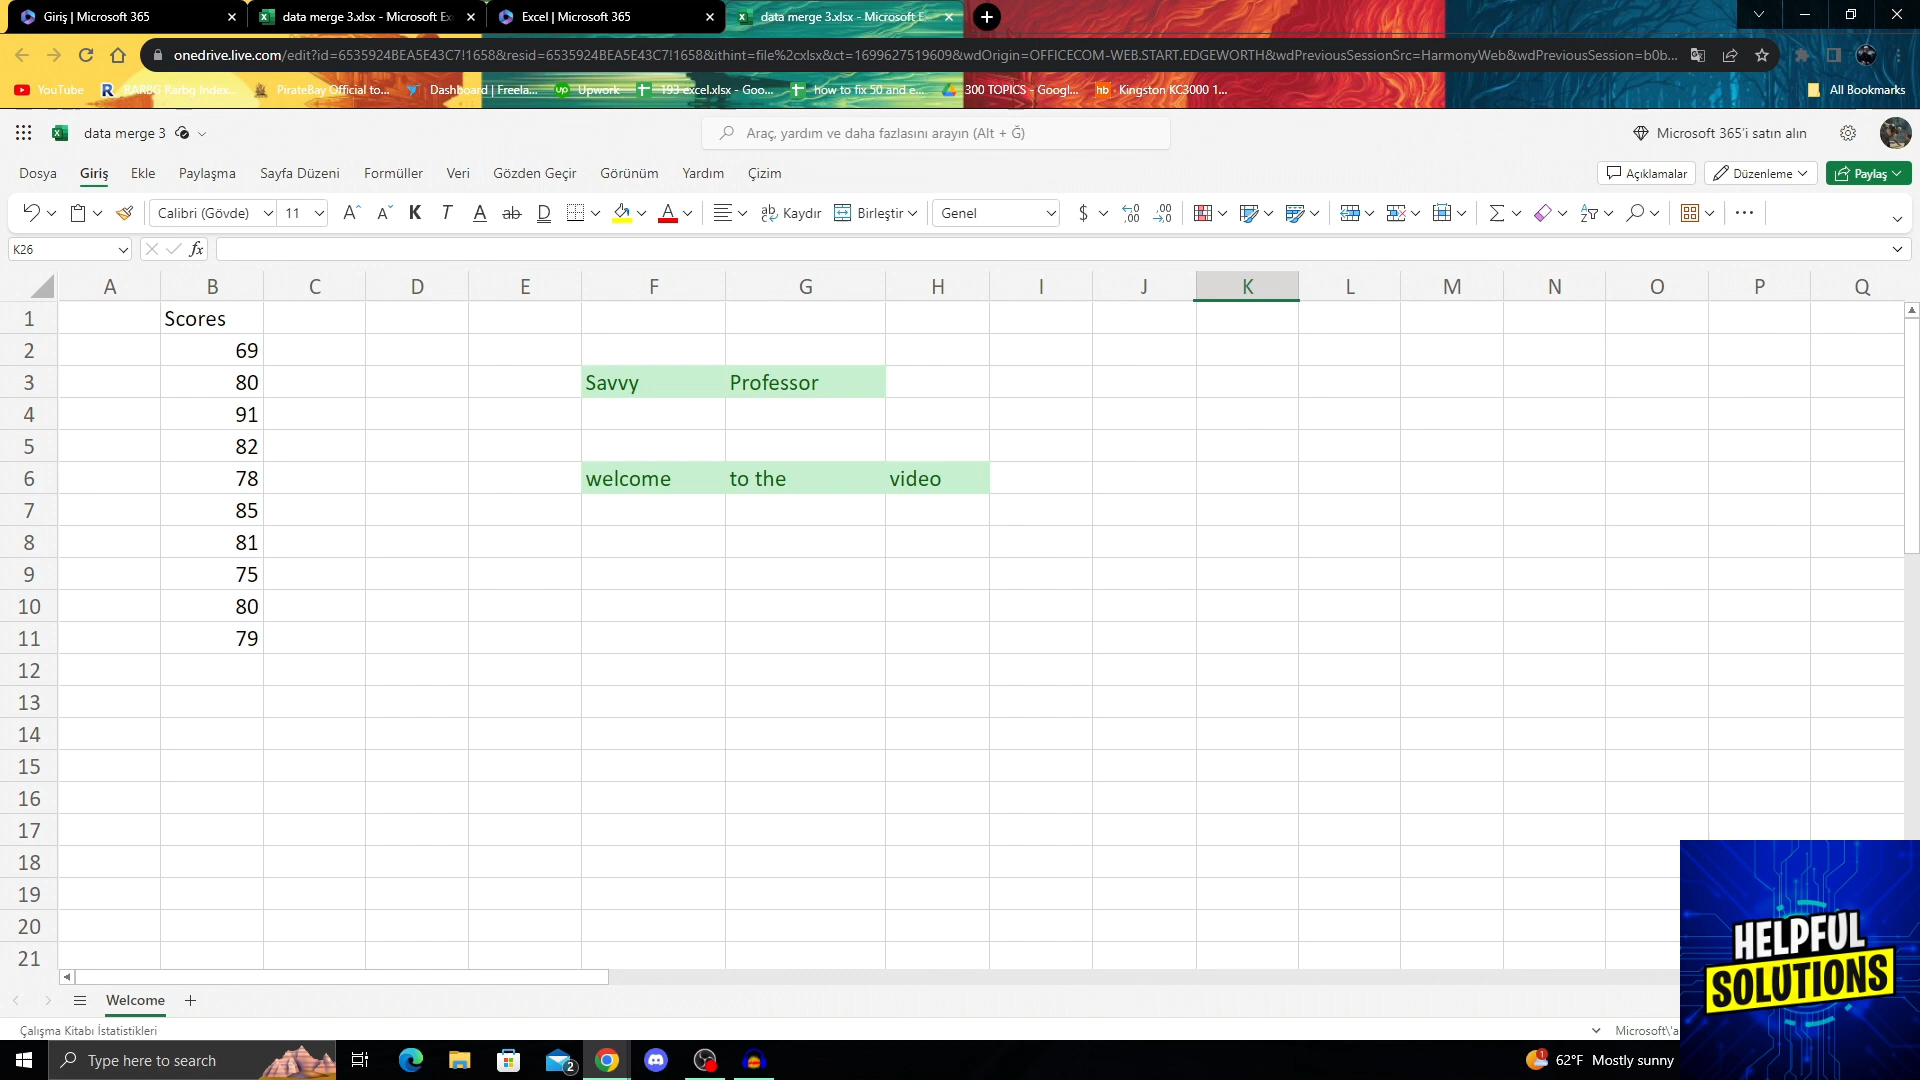 Giriş | Microsoft 365
data merge 3.xlsx - Microsoft Ex
Excel | Microsoft 365
data merge 3.xlsx - Microsoft E
onedrive.live.com/edit?id=6535924BEA5E43C7!1658&resid=6535924BEA5E43C7!1658&ithint=file%2cxlsx&ct=1699627519609&wdOrigin=OFFICECOM-WEB.START.EDGEWORTH&wdPreviousSessionSrc=HarmonyWeb&wdPreviousSession=b0b...
YouTube
RARBG Rarbg Index...
PirateBay Official to...
Dashboard | Freela...
Upwork
193 excel.xlsx - Goo...
how to fix 50 and e...
300 TOPICS - Googl...
Kingston KC3000 1...
All Bookmarks
data merge 3
Araç, yardım ve daha fazlasını arayın (Alt + Ğ)
Microsoft 365'i satın alın
Dosya Giriş Ekle Paylaşma Sayfa Düzeni Formüller Veri Gözden Geçir Görünüm Yardım Çizim
Açıklamalar
Düzenleme
Paylaş
Calibri (Gövde) 11
K T A ab D
Kaydır
Birleştir
Genel
K26
fx
A B C D E F G H I J K L M N O P Q
1 Scores
2 69
3 80 Savvy Professor
4 91
5 82
6 78 welcome to the video
7 85
8 81
9 75
10 80
11 79
12
13
14
15
16
17
18
19
20
21
Welcome
Çalışma Kitabı İstatistikleri
Microsoft\'a
HELPFUL
SOLUTIONS
Type here to search
2
1
62°F Mostly sunny